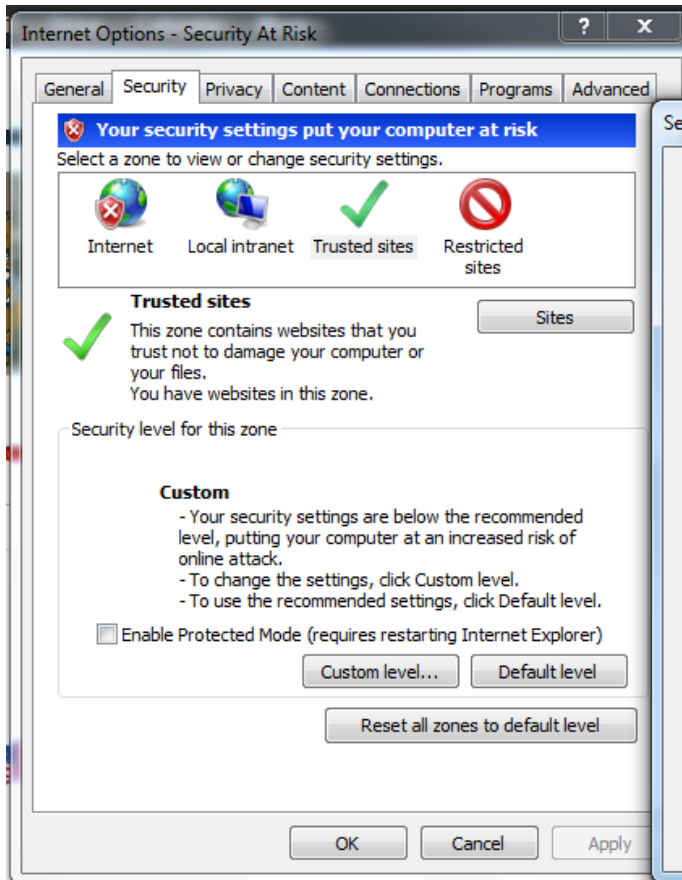 Internet Options - Security At Risk
? X
General Security Privacy Content Connections Programs Advanced
Se
Your security settings put your computer at risk
Select a zone to view or change security settings.
Internet Local intranet Trusted sites Restricted
sites
Trusted sites
Sites
This zone contains websites that you
trust not to damage your computer or
your files.
You have websites in this zone.
Security level for this zone
Custom
- Your security settings are below the recommended
level, putting your computer at an increased risk of
online attack.
- To change the settings, click Custom level.
- To use the recommended settings, click Default level.
Enable Protected Mode (requires restarting Internet Explorer)
Custom level... Default level
Reset all zones to default level
OK Cancel Apply